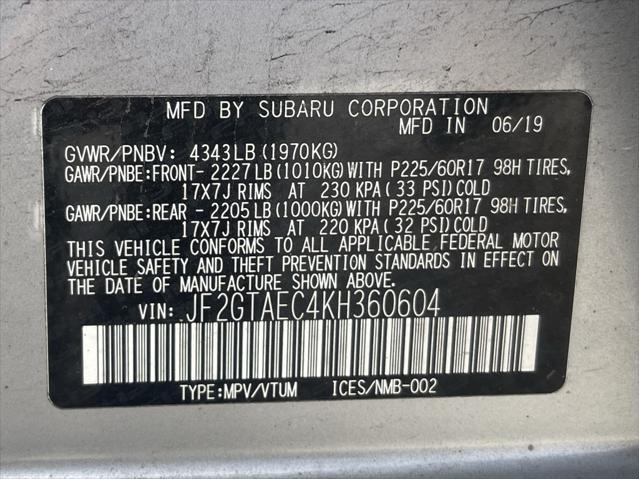 MFD BY SUBARU CORPORATION
MFD IN 06/19
GVWR/PNBV: 4343LB(1970KG)
GAWR/PNBE:FRONT- 2227LB(1010KG)WITH P225/60R17 98H TIRES,
17X7J RIMS AT 230 KPA(33 PSI)COLD
GAWR/PNBE:REAR - 2205LB(1000KG)WITH P225/60R17 98H TIRES,
17X7J RIMS AT 220 KPA(32 PSI)COLD
THIS VEHICLE CONFORMS TO ALL APPLICABLE FEDERAL MOTOR
VEHICLE SAFETY AND THEFT PREVENTION STANDARDS IN EFFECT ON
THE DATE OF MANUFACTURE SHOWN ABOVE.
VIN: JF2GTAEC4KH360604
TYPE:MPV/VTUM ICES/NMB-002